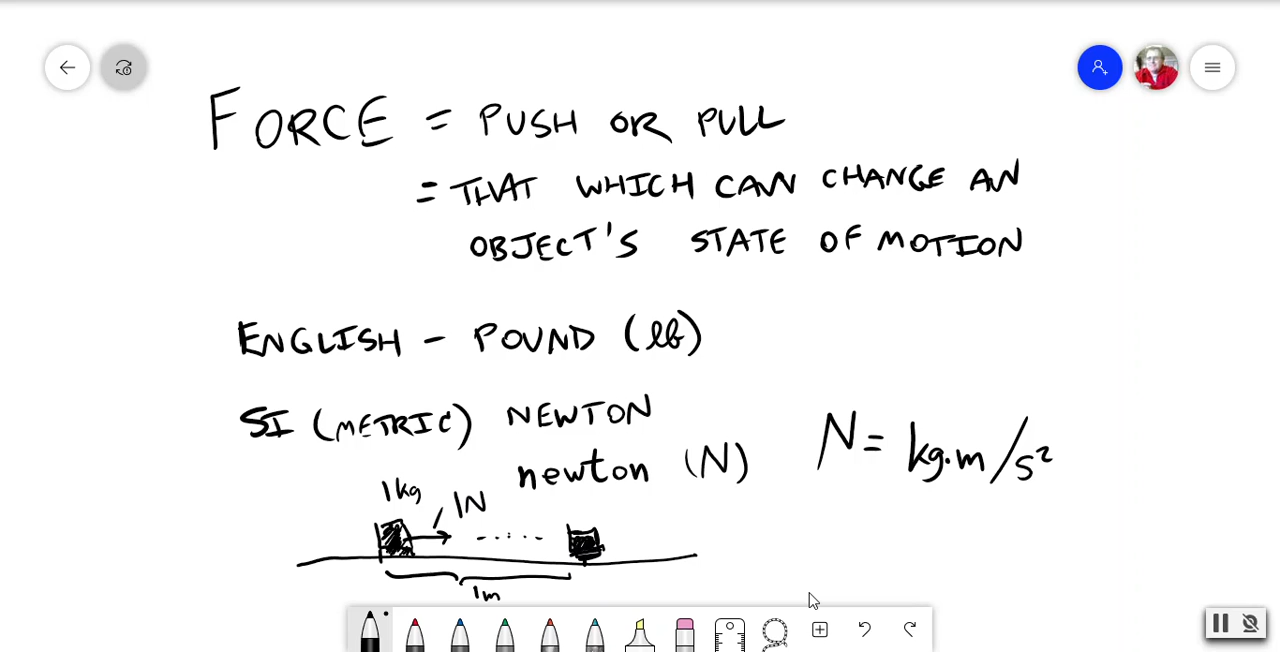 FORCE = PUSH OR PULL
= THAT WHICH CAN CHANGE AN
OBJECT'S STATE OF MOTION
ENGLISH - POUND (lb)
SI (METRIC) NEWTON
newton (N)
N = kg.m/s²
1kg
1N
1m